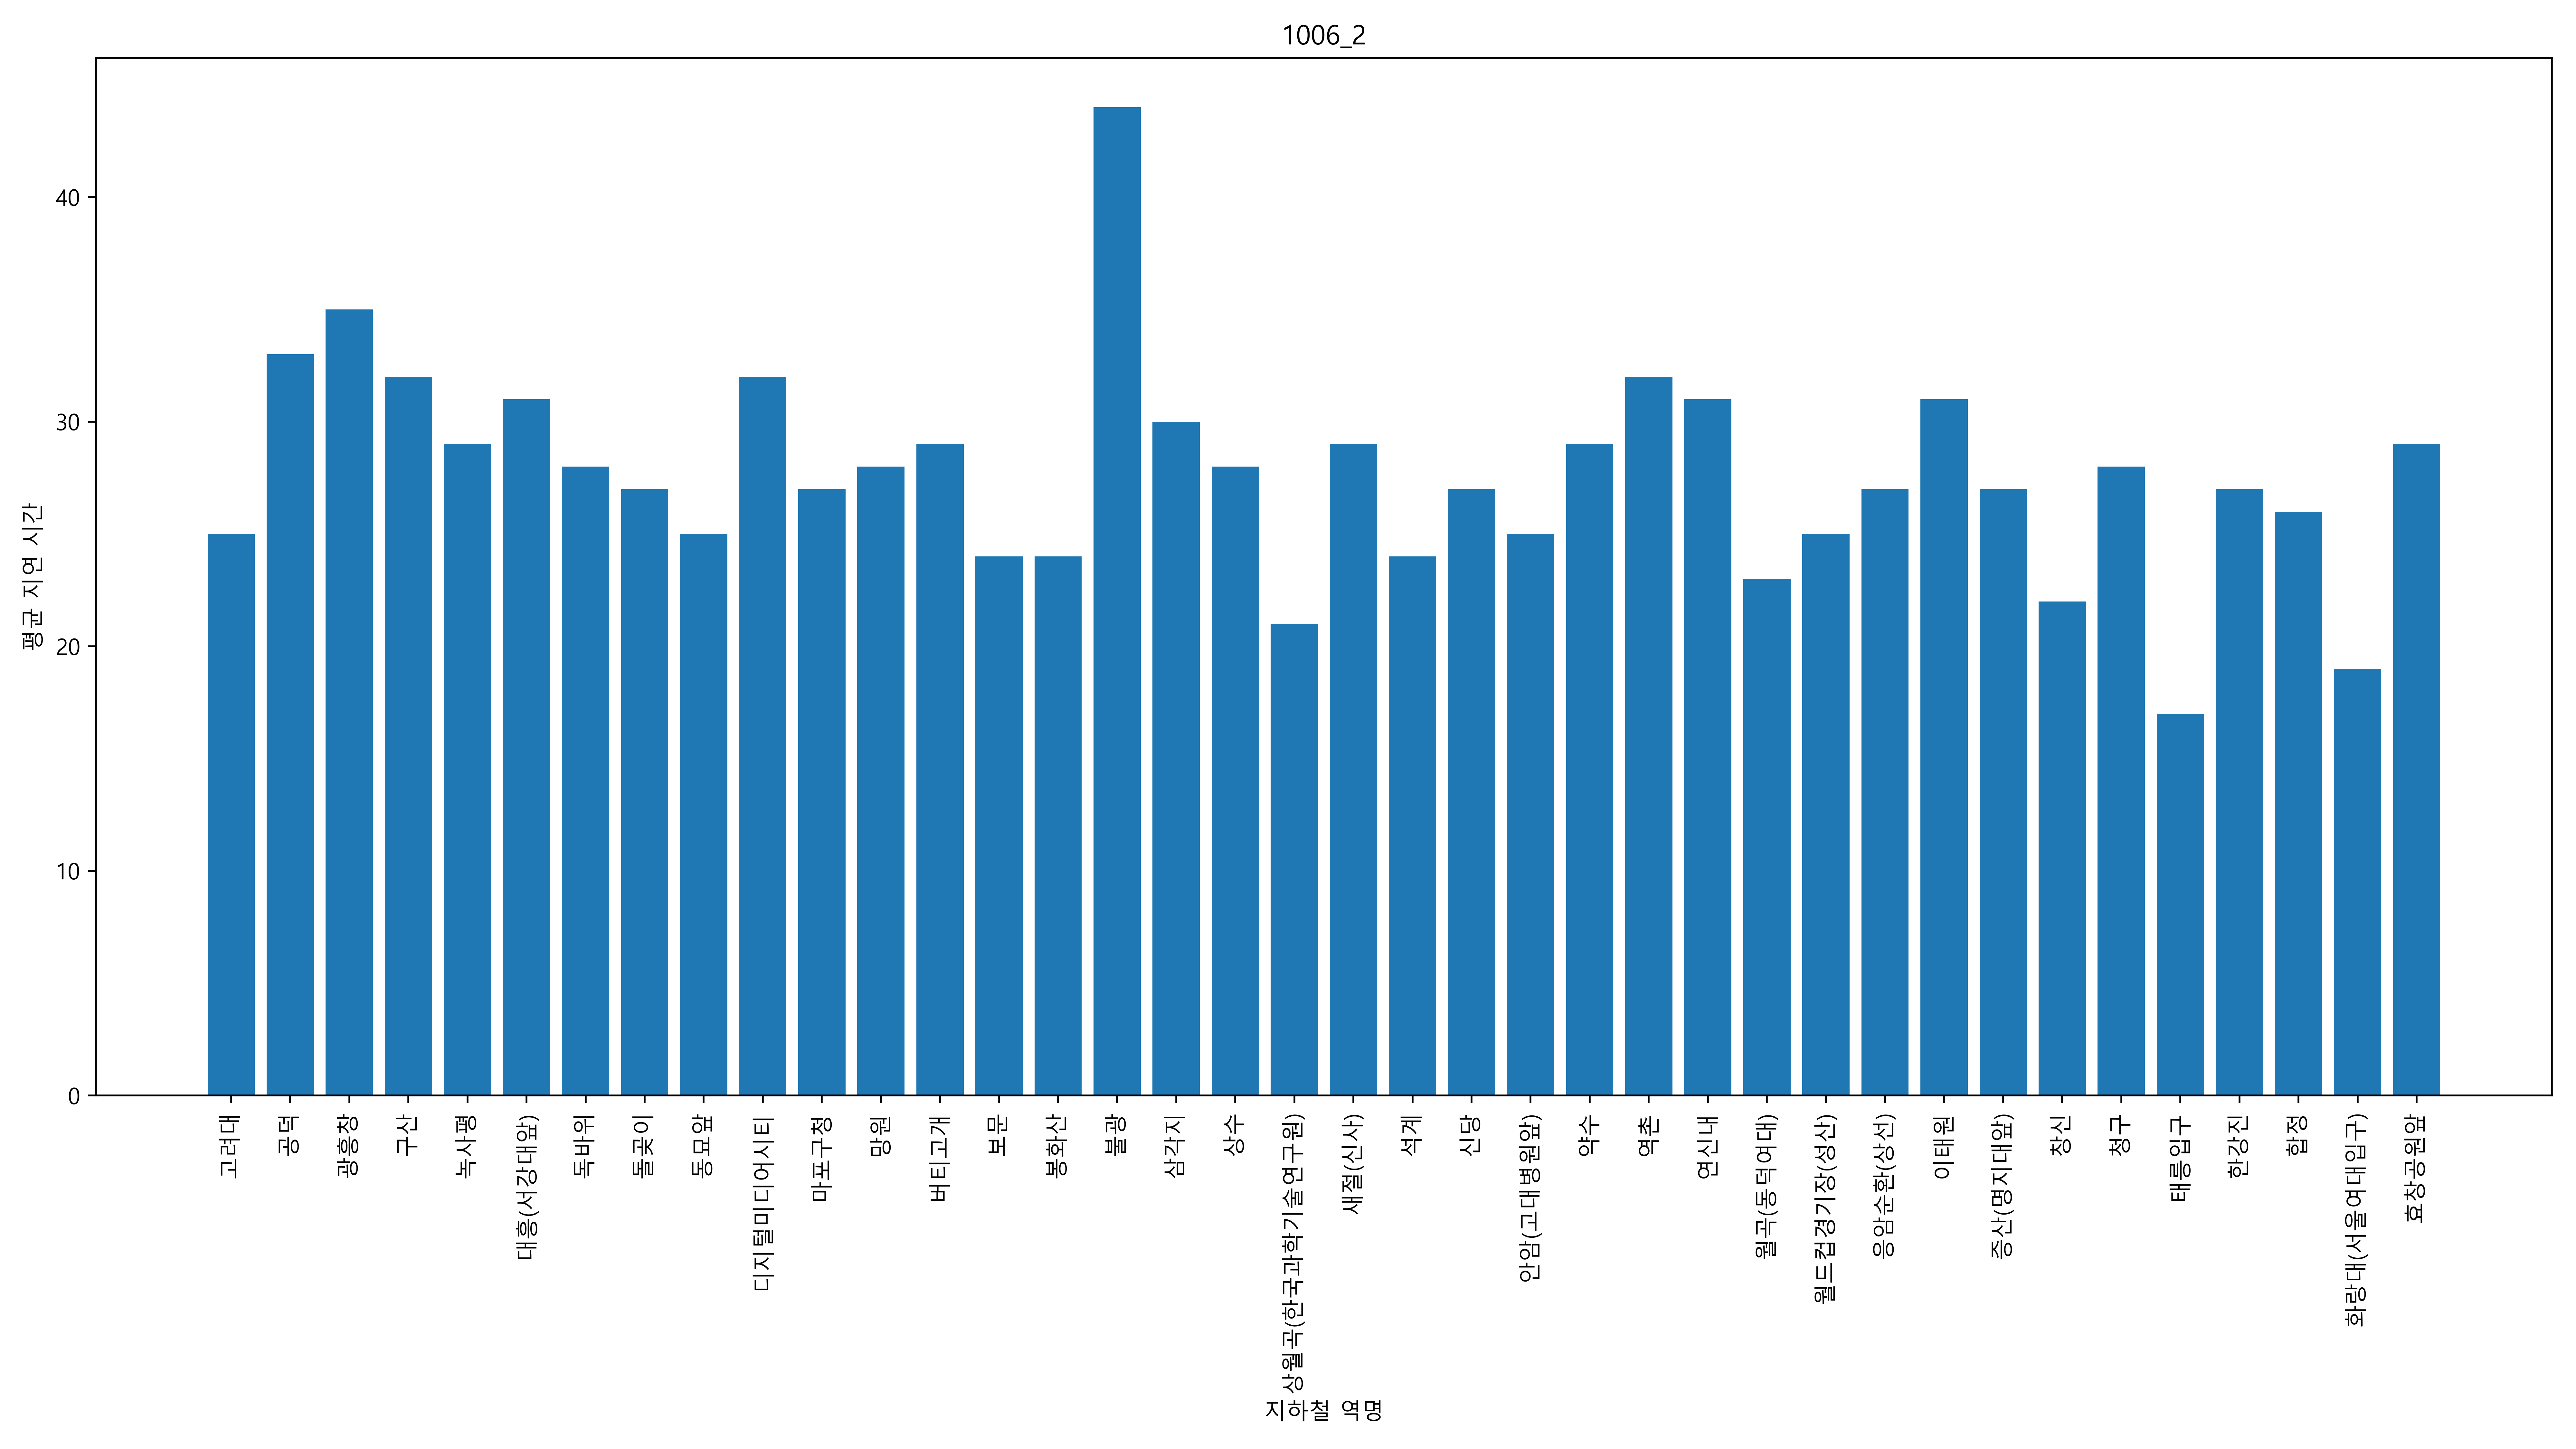 1006_2
평균 지연 시간
40
30
20
10
0
고려대
공덕
광흥창
구산
녹사평
대흥(서강대앞)
독바위
돌곶이
동묘앞
디지털미디어시티
마포구청
망원
버티고개
보문
봉화산
불광
삼각지
상수
상월곡(한국과학기술연구원)
새절(신사)
석계
신당
안암(고대병원앞)
약수
역촌
연신내
월곡(동덕여대)
월드컵경기장(성산)
응암순환(상선)
이태원
증산(명지대앞)
창신
청구
태릉입구
한강진
합정
화랑대(서울여대입구)
효창공원앞
지하철 역명